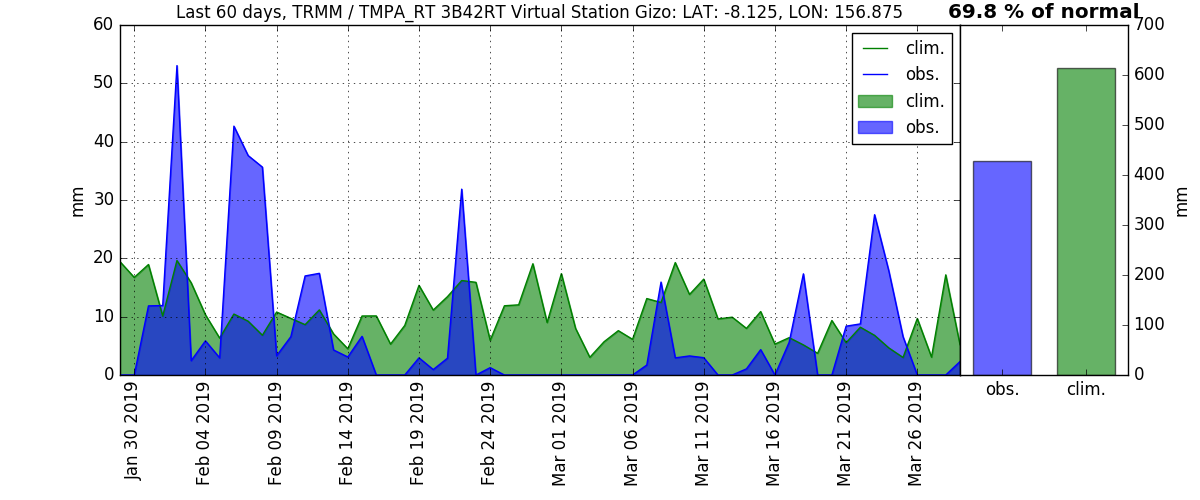 Last 60 days, TRMM / TMPA_RT 3B42RT Virtual Station Gizo: LAT: -8.125, LON: 156.875
69.8 % of normal
60
50
40
30
20
10
0
mm
clim.
obs.
clim.
obs.
700
600
500
400
300
200
100
0
mm
Jan 30 2019
Feb 04 2019
Feb 09 2019
Feb 14 2019
Feb 19 2019
Feb 24 2019
Mar 01 2019
Mar 06 2019
Mar 11 2019
Mar 16 2019
Mar 21 2019
Mar 26 2019
obs.
clim.